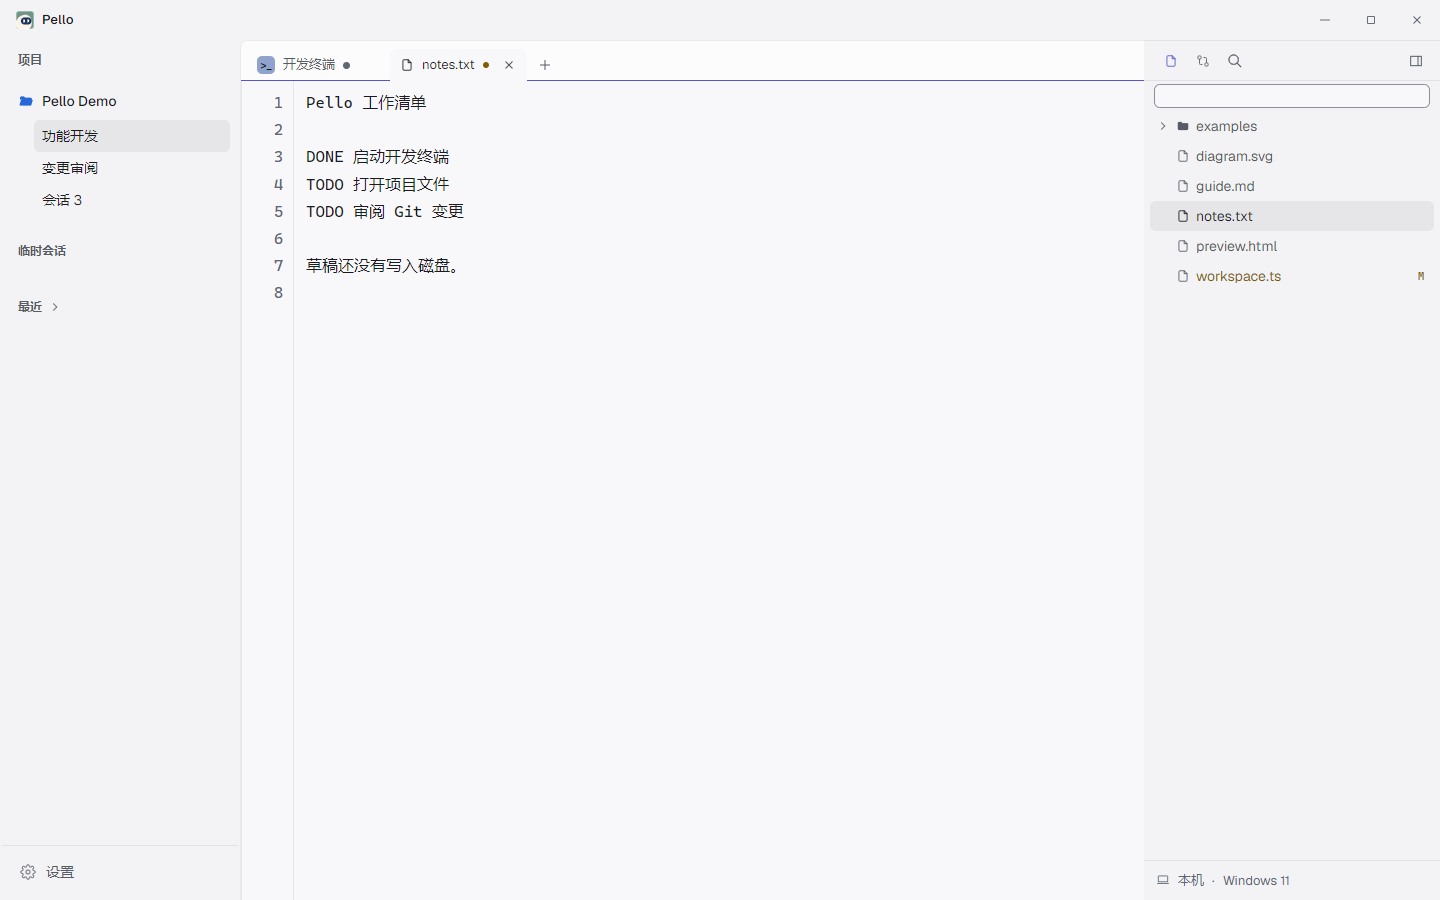 Pello
项目
Pello Demo
功能开发
变更审阅
会话 3
临时会话
最近
设置
>_ 开发终端
notes.txt
1 Pello 工作清单
2
3 DONE 启动开发终端
4 TODO 打开项目文件
5 TODO 审阅 Git 变更
6
7 草稿还没有写入磁盘。
8
examples
diagram.svg
guide.md
notes.txt
preview.html
workspace.ts M
本机 · Windows 11